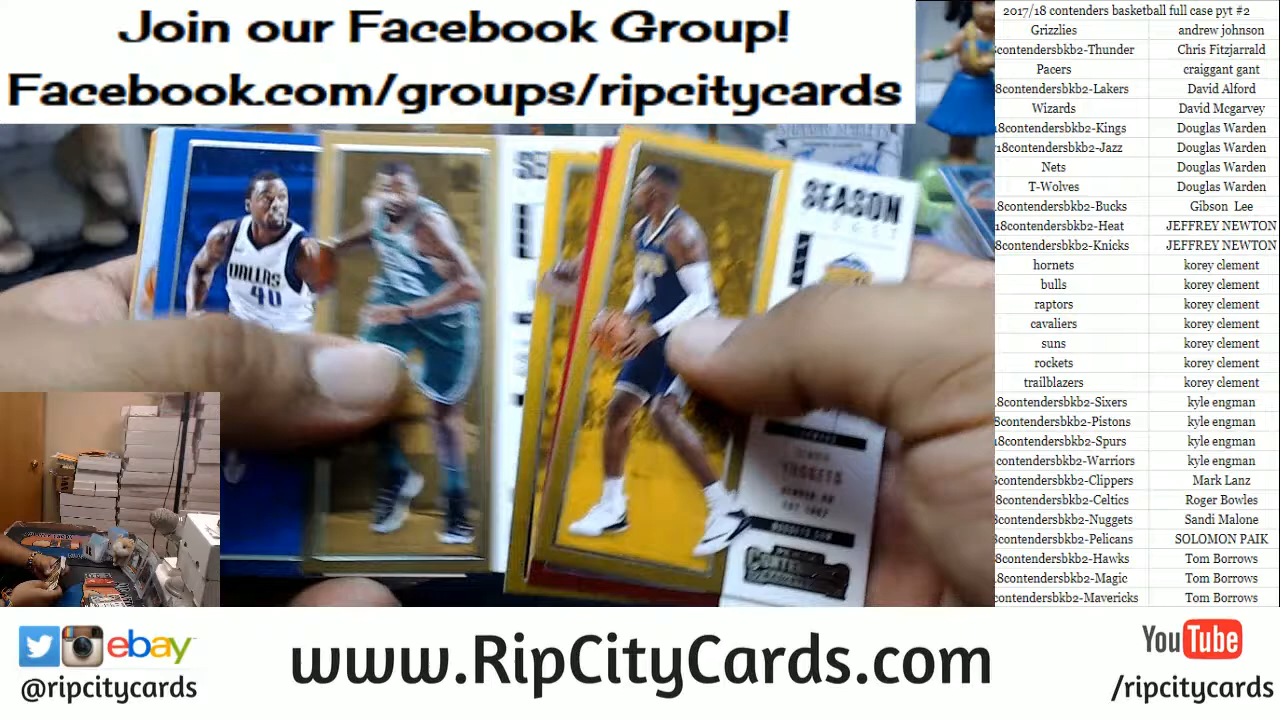 Join our Facebook Group!
Facebook.com/groups/ripcitycards
2017/18 contenders basketball full case pyt #2
Grizzlies andrew johnson
contendersbkb2-Thunder Chris Fitzjarrald
Pacers craiggant gant
8contendersbkb2-Lakers David Alford
Wizards David Mcgarvey
18contendersbkb2-Kings Douglas Warden
18contendersbkb2-Jazz Douglas Warden
Nets Douglas Warden
T-Wolves Douglas Warden
8contendersbkb2-Bucks Gibson Lee
18contendersbkb2-Heat JEFFREY NEWTON
8contendersbkb2-Knicks JEFFREY NEWTON
hornets korey clement
bulls korey clement
raptors korey clement
cavaliers korey clement
suns korey clement
rockets korey clement
trailblazers korey clement
8contendersbkb2-Sixers kyle engman
8contendersbkb2-Pistons kyle engman
8contendersbkb2-Spurs kyle engman
contendersbkb2-Warriors kyle engman
8contendersbkb2-Clippers Mark Lanz
8contendersbkb2-Celtics Roger Bowles
8contendersbkb2-Nuggets Sandi Malone
8contendersbkb2-Pelicans SOLOMON PAIK
8contendersbkb2-Hawks Tom Borrows
8contendersbkb2-Magic Tom Borrows
contendersbkb2-Mavericks Tom Borrows
SEASON
DALLAS
40
NUGGETS
CONTENDERS
ebay
@ripcitycards
www.RipCityCards.com
YouTube
/ripcitycards